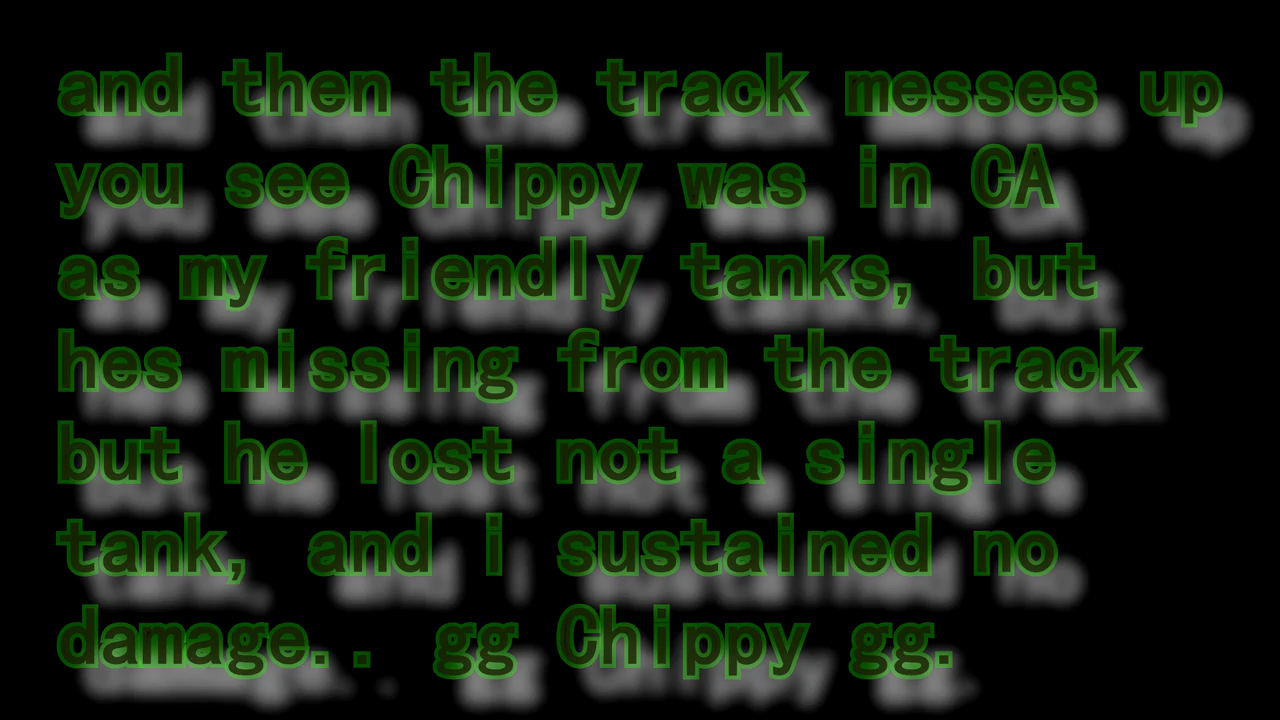 and then the track messes up
you see Chippy was in CA
as my friendly tanks, but
hes missing from the track
but he lost not a single
tank, and i sustained no
damage.. gg Chippy gg.